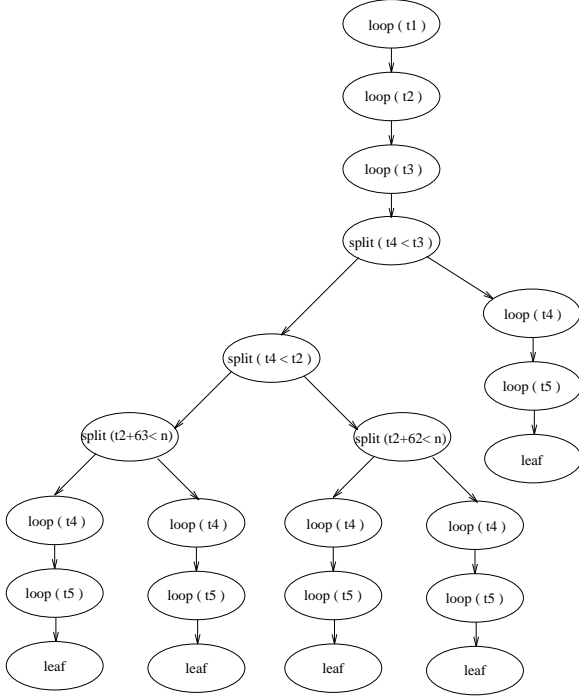 loop ( t1 )
loop ( t2 )
loop ( t3 )
split ( t4 < t3 )
loop ( t4 )
split ( t4 < t2 )
loop ( t5 )
split (t2+63< n)
split (t2+62< n)
leaf
loop ( t4 )
loop ( t4 )
loop ( t4 )
loop ( t4 )
loop ( t5 )
loop ( t5 )
loop ( t5 )
loop ( t5 )
leaf
leaf
leaf
leaf